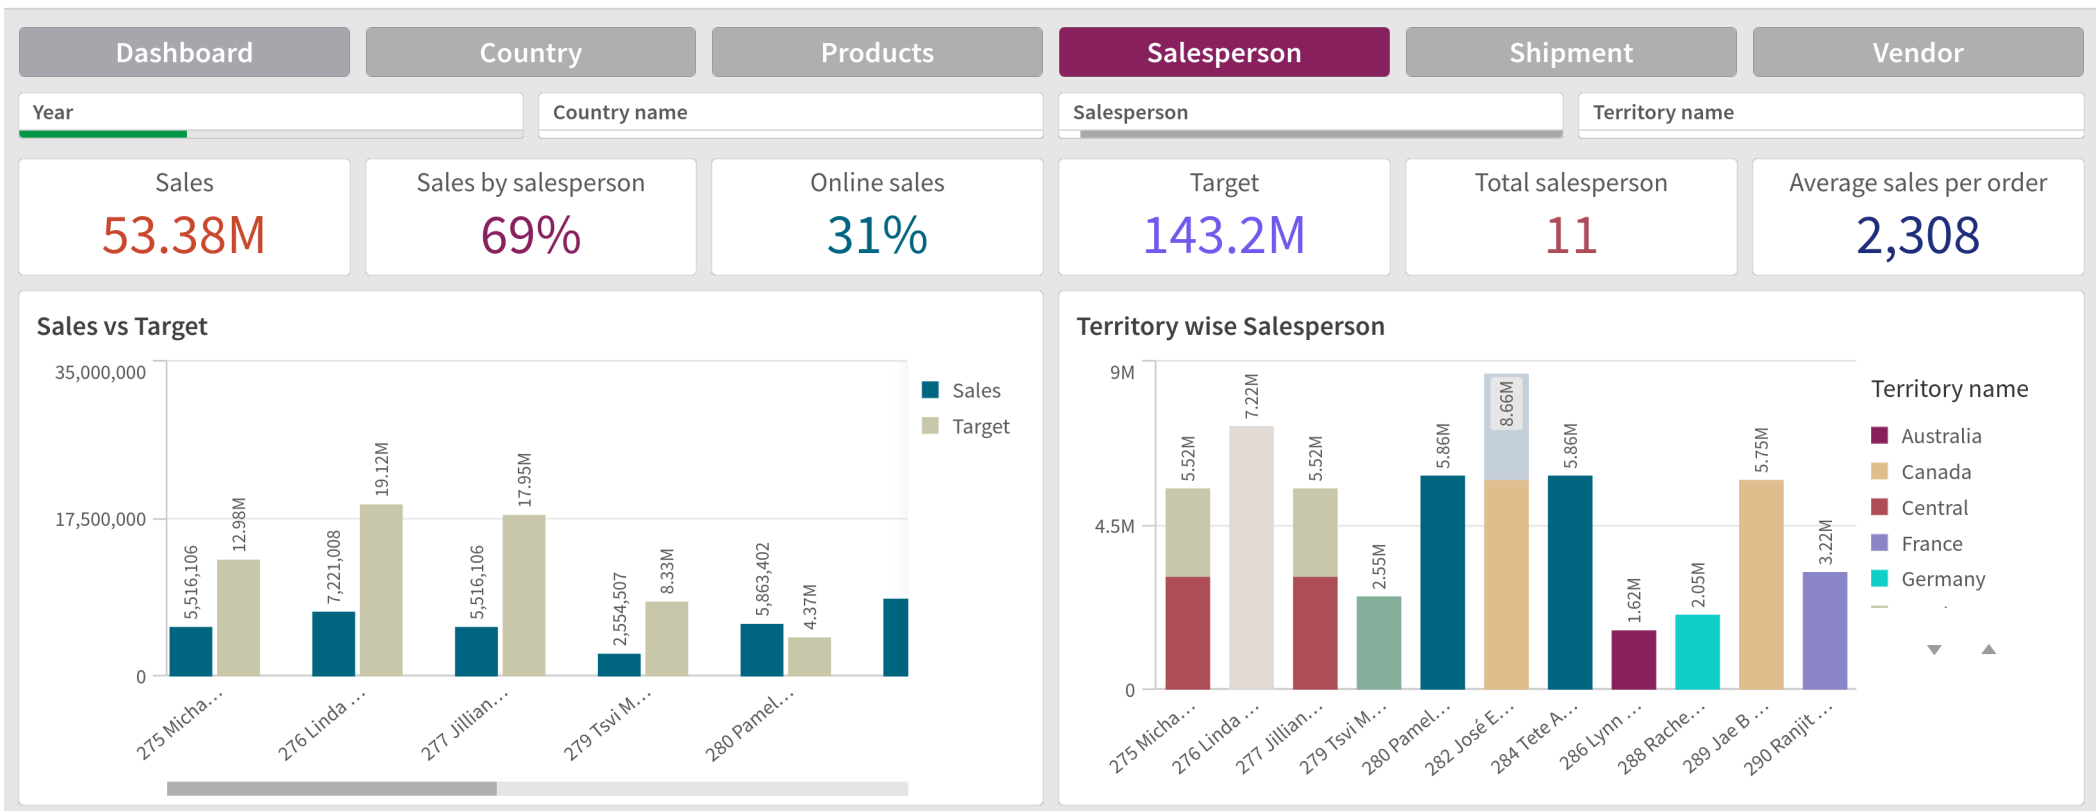 Dashboard
Country
Products
Salesperson
Shipment
Vendor
Year
Country name
Salesperson
Territory name
Sales
53.38M
Sales by salesperson
69%
Online sales
31%
Target
143.2M
Total salesperson
11
Average sales per order
2,308
Sales vs Target
35,000,000
17,500,000
0
5,516,106
12.98M
7,221,008
19.12M
5,516,106
17.95M
2,554,507
8.33M
5,863,402
4.37M
275 Micha...
276 Linda ...
277 Jillian...
279 Tsvi M...
280 Pamel...
Sales
Target
Territory wise Salesperson
9M
4.5M
0
5.52M
7.22M
5.52M
2.55M
5.86M
8.66M
5.86M
1.62M
2.05M
5.75M
3.22M
275 Micha...
276 Linda ...
277 Jillian...
279 Tsvi M...
280 Pamel...
282 José E...
284 Tete A...
286 Lynn ...
288 Rache...
289 Jae B ...
290 Ranjit ...
Territory name
Australia
Canada
Central
France
Germany